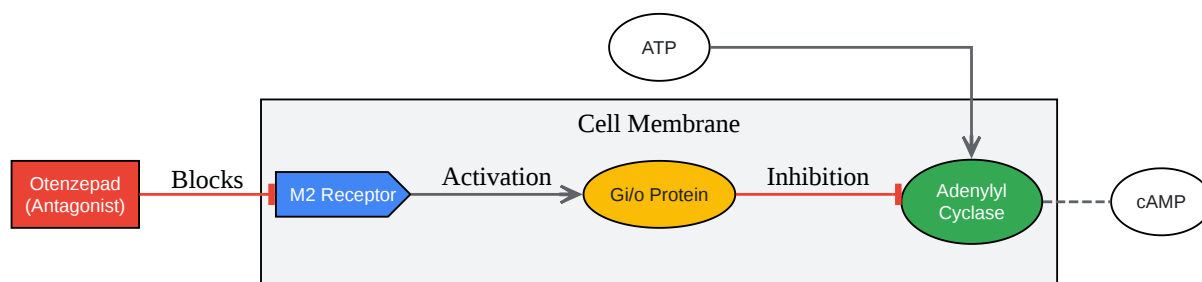 ATP
Cell Membrane
Otenzepad
(Antagonist)
Blocks
M2 Receptor
Activation
Gi/o Protein
Inhibition
Adenylyl
Cyclase
cAMP